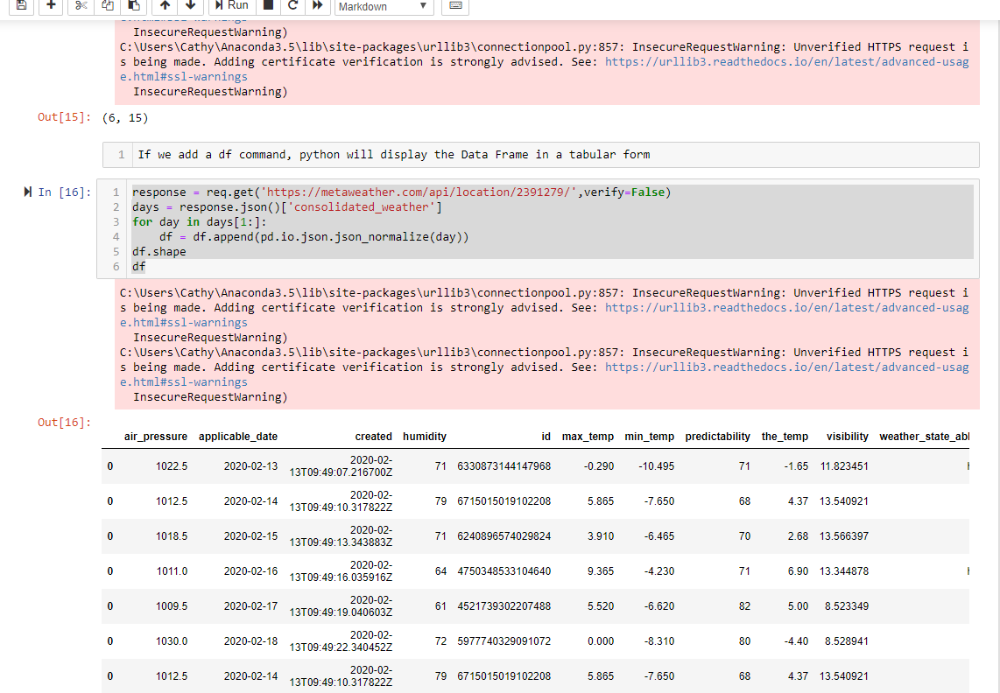 Run
Markdown
InsecureRequestWarning)
C:\Users\Cathy\Anaconda3.5\lib\site-packages\urllib3\connectionpool.py:857: InsecureRequestWarning: Unverified HTTPS request i
s being made. Adding certificate verification is strongly advised. See: https://urllib3.readthedocs.io/en/latest/advanced-usag
e.html#ssl-warnings
InsecureRequestWarning)
Out[15]: (6, 15)
1 If we add a df command, python will display the Data Frame in a tabular form
In [16]: 1 response = req.get('https://metaweather.com/api/location/2391279/',verify=False)
2 days = response.json()['consolidated_weather']
3 for day in days[1:]:
4 df = df.append(pd.io.json.json_normalize(day))
5 df.shape
6 df
C:\Users\Cathy\Anaconda3.5\lib\site-packages\urllib3\connectionpool.py:857: InsecureRequestWarning: Unverified HTTPS request i
s being made. Adding certificate verification is strongly advised. See: https://urllib3.readthedocs.io/en/latest/advanced-usag
e.html#ssl-warnings
InsecureRequestWarning)
C:\Users\Cathy\Anaconda3.5\lib\site-packages\urllib3\connectionpool.py:857: InsecureRequestWarning: Unverified HTTPS request i
s being made. Adding certificate verification is strongly advised. See: https://urllib3.readthedocs.io/en/latest/advanced-usag
e.html#ssl-warnings
InsecureRequestWarning)
Out[16]:
air_pressure applicable_date created humidity id max_temp min_temp predictability the_temp visibility weather_state_abl
0 1022.5 2020-02-13 2020-02-
13T09:49:07.216700Z 71 6330873144147968 -0.290 -10.495 71 -1.65 11.823451
0 1012.5 2020-02-14 2020-02-
13T09:49:10.317822Z 79 6715015019102208 5.865 -7.650 68 4.37 13.540921
0 1018.5 2020-02-15 2020-02-
13T09:49:13.343883Z 71 6240896574029824 3.910 -6.465 70 2.68 13.566397
0 1011.0 2020-02-16 2020-02-
13T09:49:16.035916Z 64 4750348533104640 9.365 -4.230 71 6.90 13.344878
0 1009.5 2020-02-17 2020-02-
13T09:49:19.040603Z 61 4521739302207488 5.520 -6.620 82 5.00 8.523349
0 1030.0 2020-02-18 2020-02-
13T09:49:22.340452Z 72 5977740329091072 0.000 -8.310 80 -4.40 8.528941
0 1012.5 2020-02-14 2020-02-
13T09:49:10.317822Z 79 6715015019102208 5.865 -7.650 68 4.37 13.540921